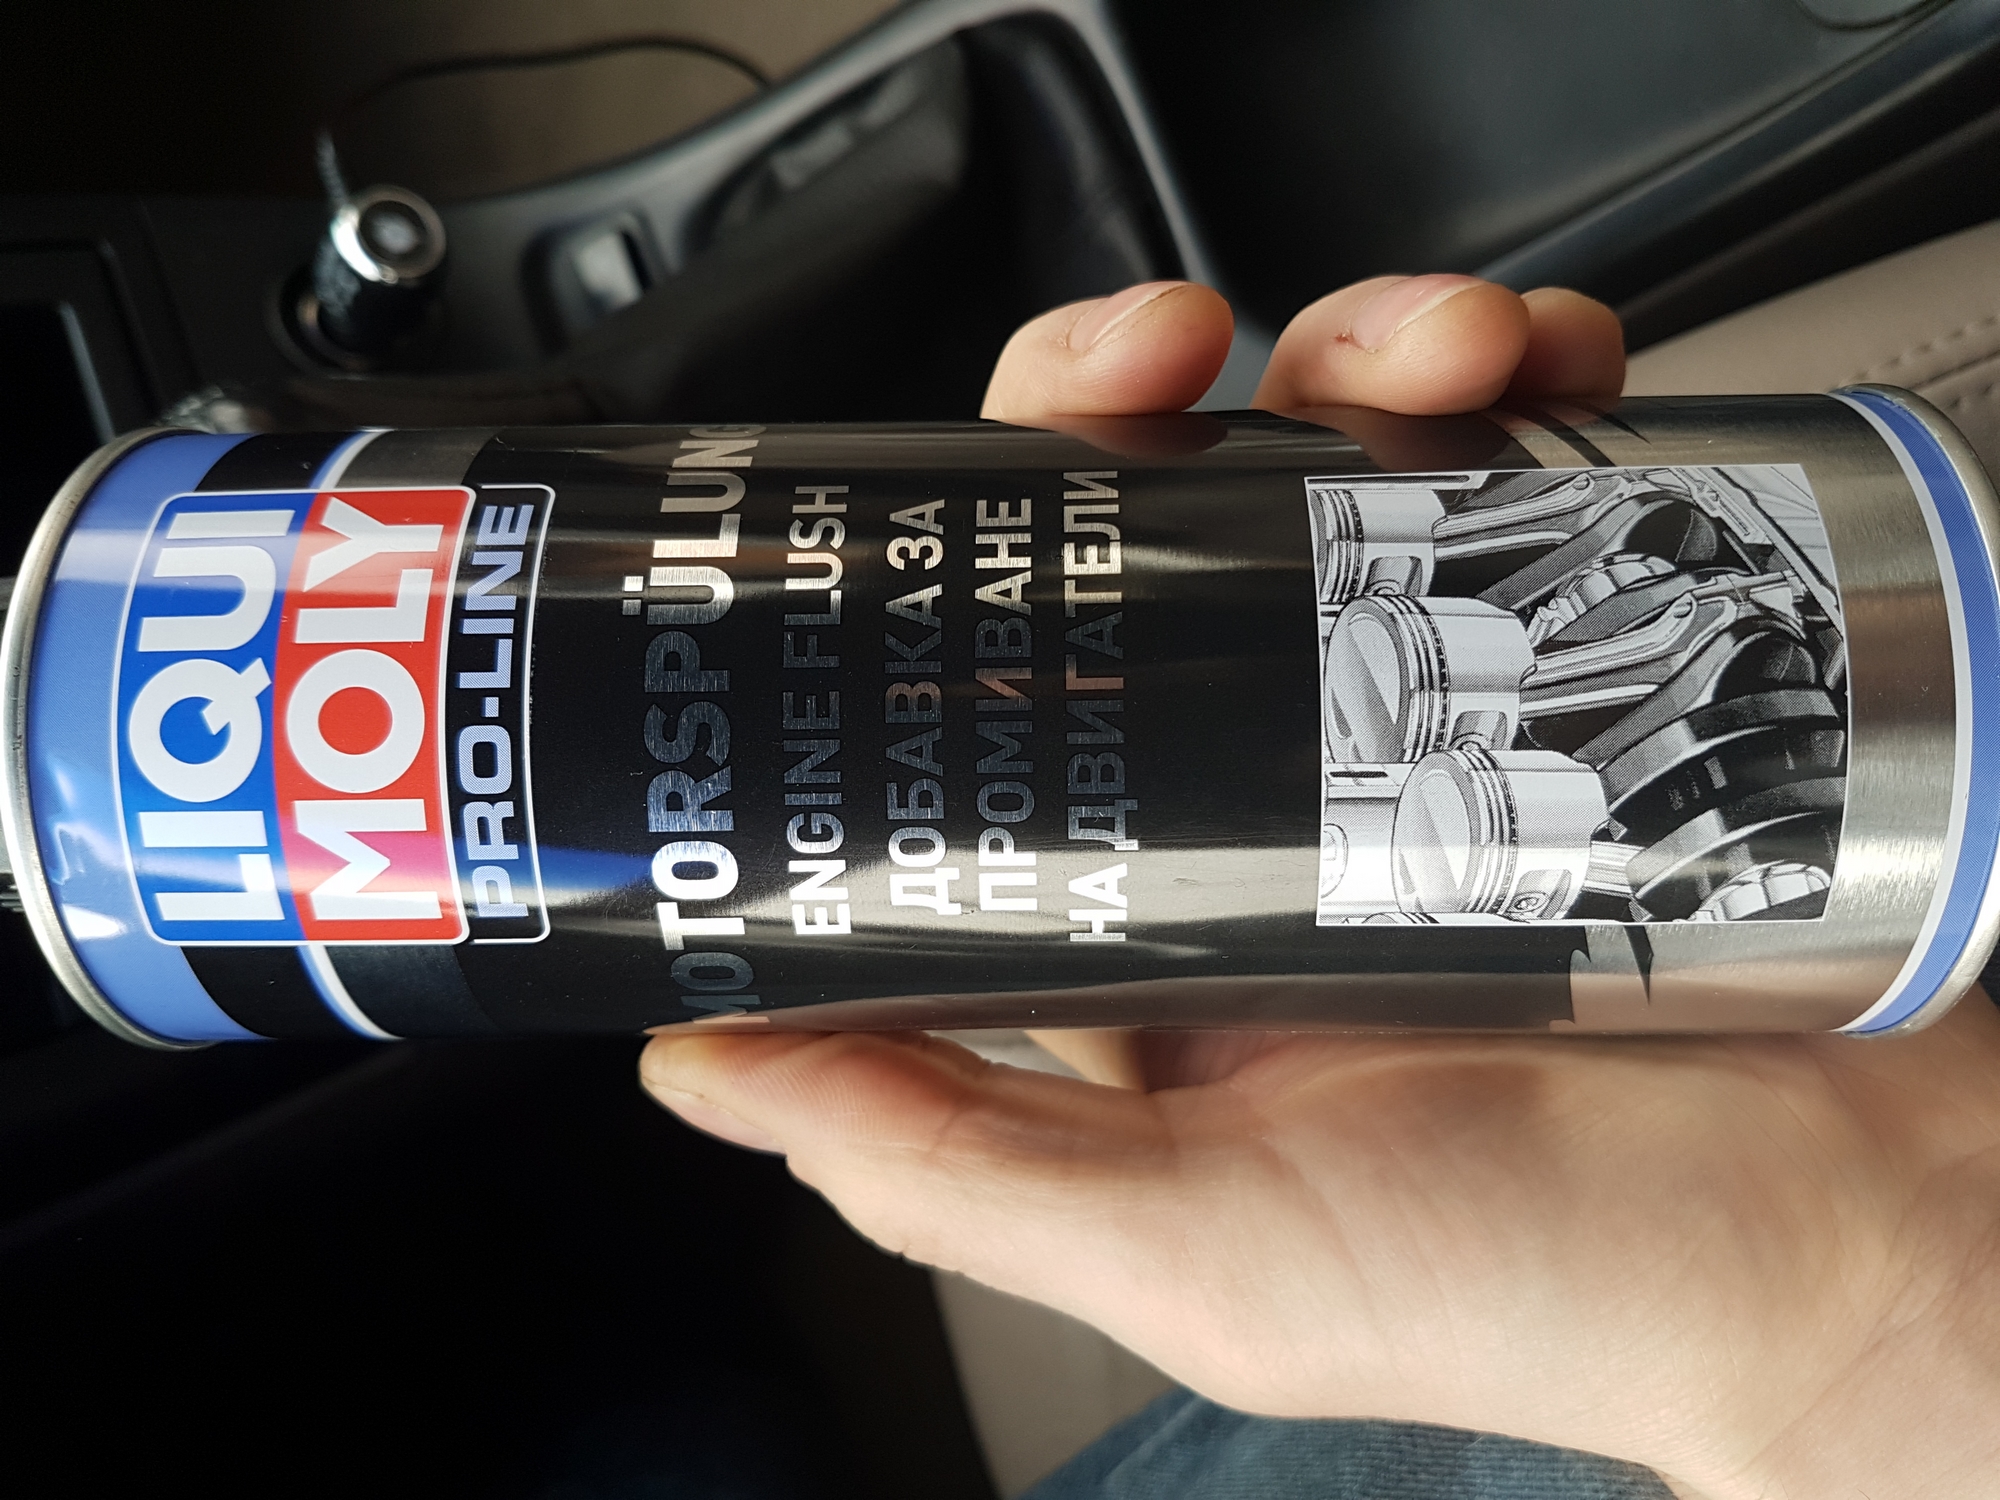 LIQUI
MOLY
PRO-LINE
MOTORSPÜLUNG
ENGINE FLUSH
ДОБАВКА ЗА
ПРОМИВАНЕ
НА ДВИГАТЕЛИ